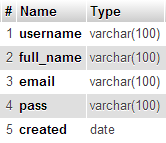 # Name Type
1 username varchar(100)
2 full_name varchar(100)
3 email varchar(100)
4 pass varchar(100)
5 created date